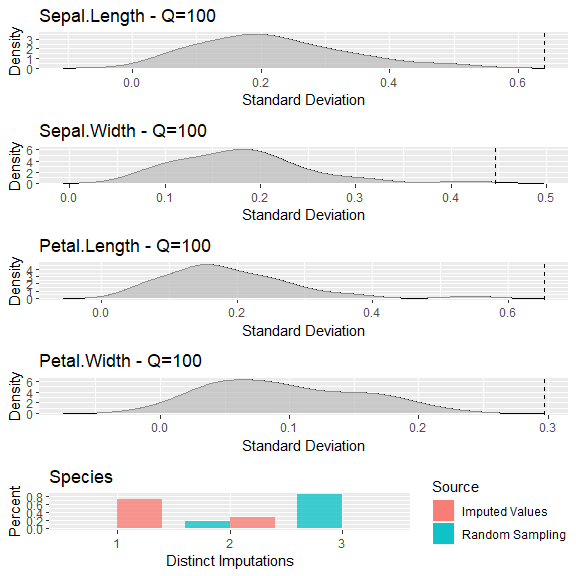 Sepal.Length - Q=100
Density
3
2
1
0
0.0 0.2 0.4 0.6
Standard Deviation
Sepal.Width - Q=100
Density
6
4
2
0
0.0 0.1 0.2 0.3 0.4 0.5
Standard Deviation
Petal.Length - Q=100
Density
4
3
2
1
0
0.0 0.2 0.4 0.6
Standard Deviation
Petal.Width - Q=100
Density
6
4
2
0
0.0 0.1 0.2 0.3
Standard Deviation
Species
Percent
0.8
0.6
0.4
0.2
0.0
1 2 3
Distinct Imputations
Source
Imputed Values
Random Sampling